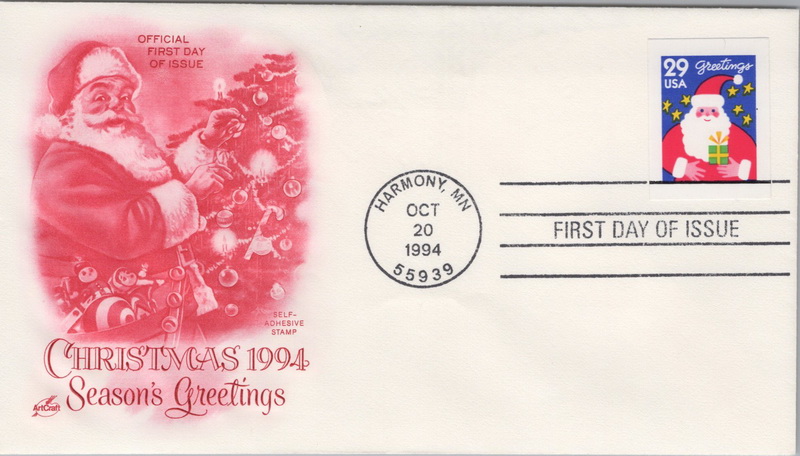 OFFICIAL
FIRST DAY
OF ISSUE
29 Greetings
USA
HARMONY, MN
OCT
20
1994
55939
FIRST DAY OF ISSUE
SELF-
ADHESIVE
STAMP
CHRISTMAS 1994
Season's Greetings
ArtCraft